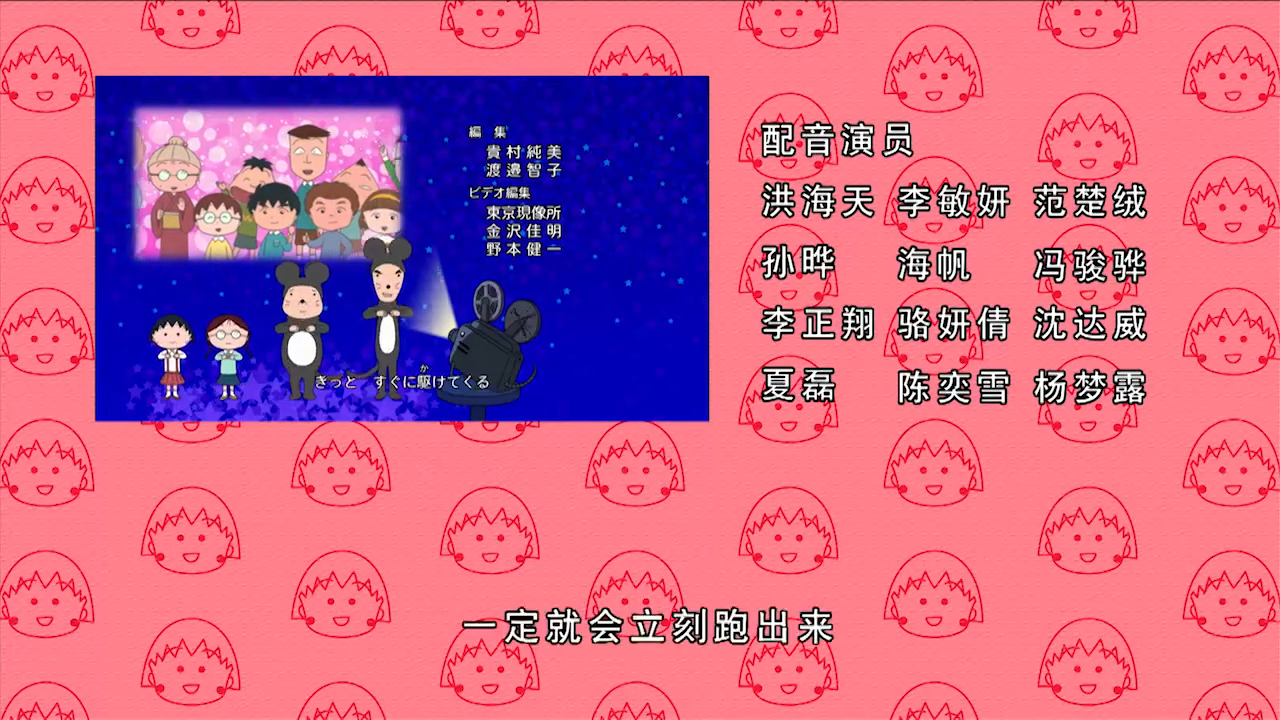 編 集
貴村純美
渡邉智子
ビデオ編集
東京現像所
金沢佳明
野本健一
か
きっと すぐに駆けてくる
配音演员
洪海天 李敏妍 范楚绒
孙晔 海帆 冯骏骅
李正翔 骆妍倩 沈达威
夏磊 陈奕雪 杨梦露
一定就会立刻跑出来